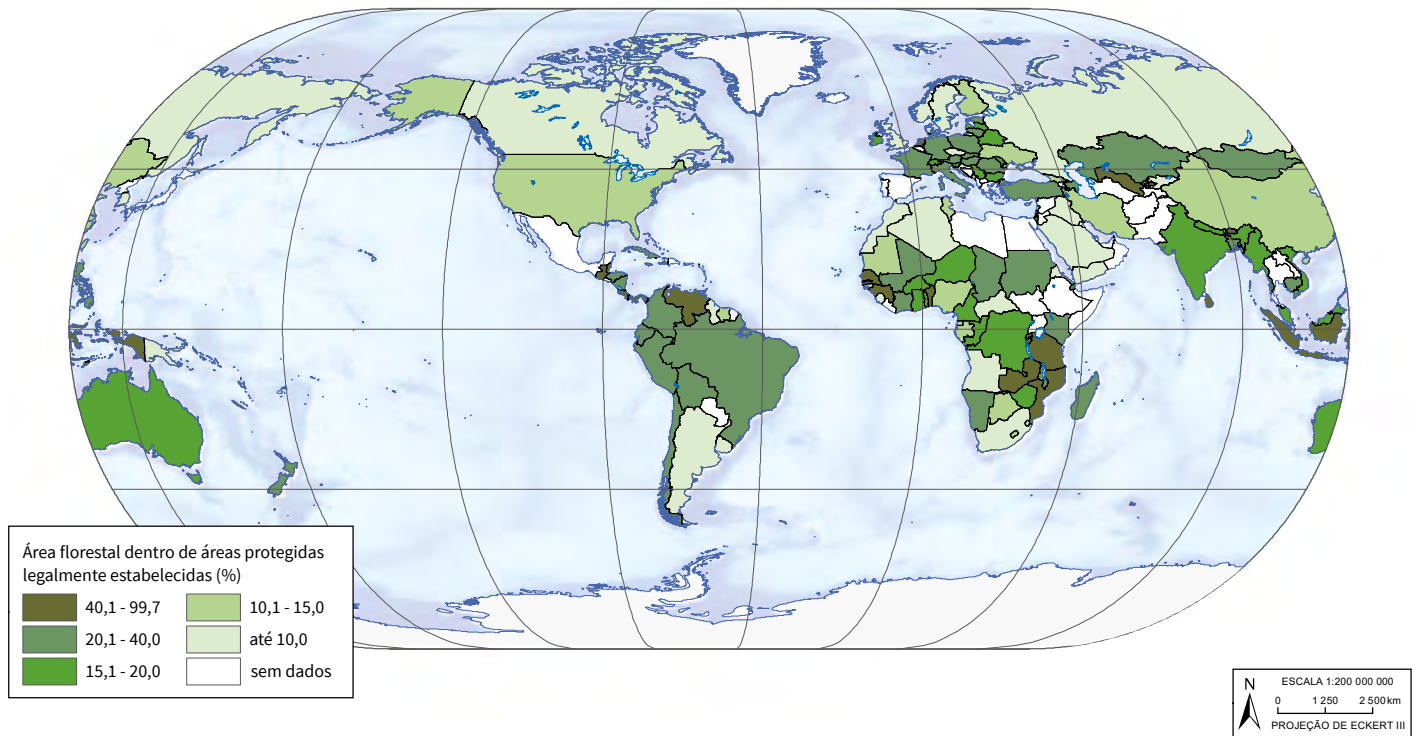 Área florestal dentro de áreas protegidas
legalmente estabelecidas (%)
40,1 - 99,7
10,1 - 15,0
20,1 - 40,0
até 10,0
15,1 - 20,0
sem dados
N
ESCALA 1:200 000 000
0 1 250 2 500 km
PROJEÇÃO DE ECKERT III